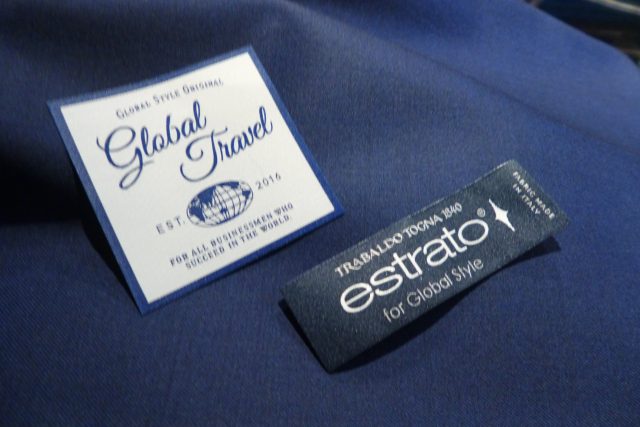 GLOBAL STYLE ORIGINAL
Global
Travel
EST. 2016
FOR ALL BUSINESSMEN WHO
SUCCEED IN THE WORLD.
TRABALDO TOGNA 1840
estrato®
for Global Style
FABRIC MADE
IN ITALY